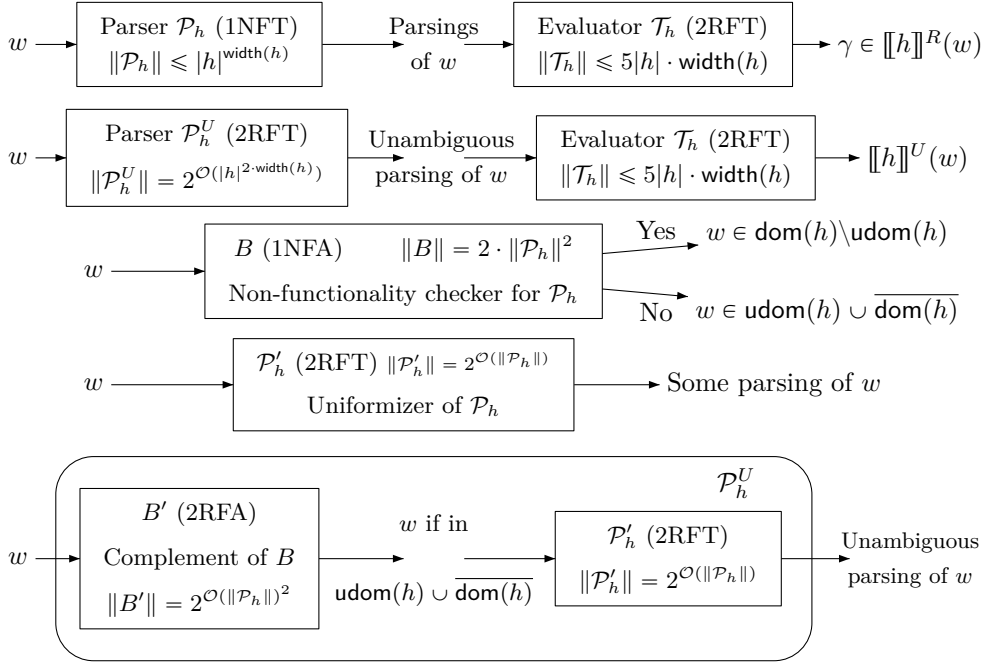 w
Parser 𝒫_h (1NFT)
‖𝒫_h‖ ⩽ |h|^{width(h)}
Parsings
of w
Evaluator 𝒯_h (2RFT)
‖𝒯_h‖ ⩽ 5|h| · width(h)
γ ∈ ⟦h⟧^R(w)
w
Parser 𝒫_h^U (2RFT)
‖𝒫_h^U‖ = 2^{𝒪(|h|^{2·width(h)})}
Unambiguous
parsing of w
Evaluator 𝒯_h (2RFT)
‖𝒯_h‖ ⩽ 5|h| · width(h)
⟦h⟧^U(w)
w
B (1NFA) ‖B‖ = 2 · ‖𝒫_h‖^2
Non-functionality checker for 𝒫_h
Yes
w ∈ dom(h)\udom(h)
No
w ∈ udom(h) ∪ \overline{dom(h)}
w
𝒫′_h (2RFT) ‖𝒫′_h‖ = 2^{𝒪(‖𝒫_h‖)}
Uniformizer of 𝒫_h
Some parsing of w
𝒫_h^U
w
B′ (2RFA)
Complement of B
‖B′‖ = 2^{𝒪(‖𝒫_h‖)^2}
w if in
udom(h) ∪ \overline{dom(h)}
𝒫′_h (2RFT)
‖𝒫′_h‖ = 2^{𝒪(‖𝒫_h‖)}
Unambiguous
parsing of w